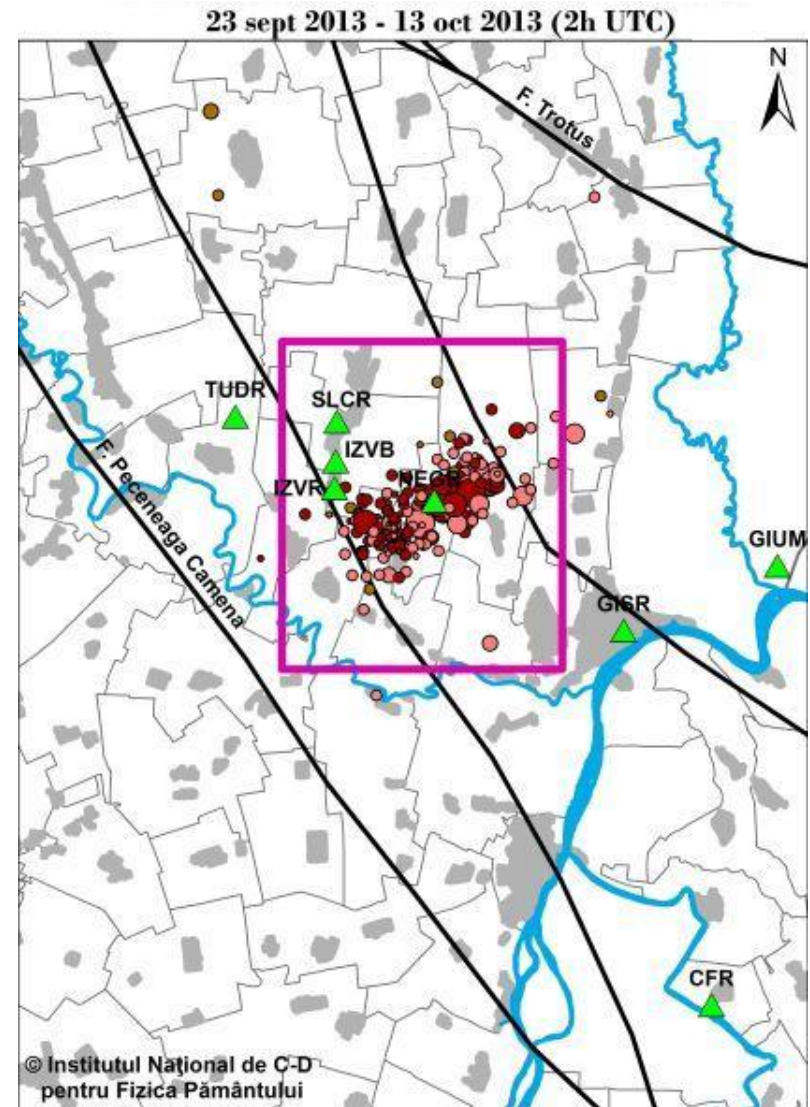 23 sept 2013 - 13 oct 2013 (2h UTC)
N
F. Trotus
TUDR
SLCR
IZVB
IZVR
NEGR
F. Peceneaga Camena
GIUM
GISR
CFR
© Institutul Naţional de C-D
pentru Fizica Pământului